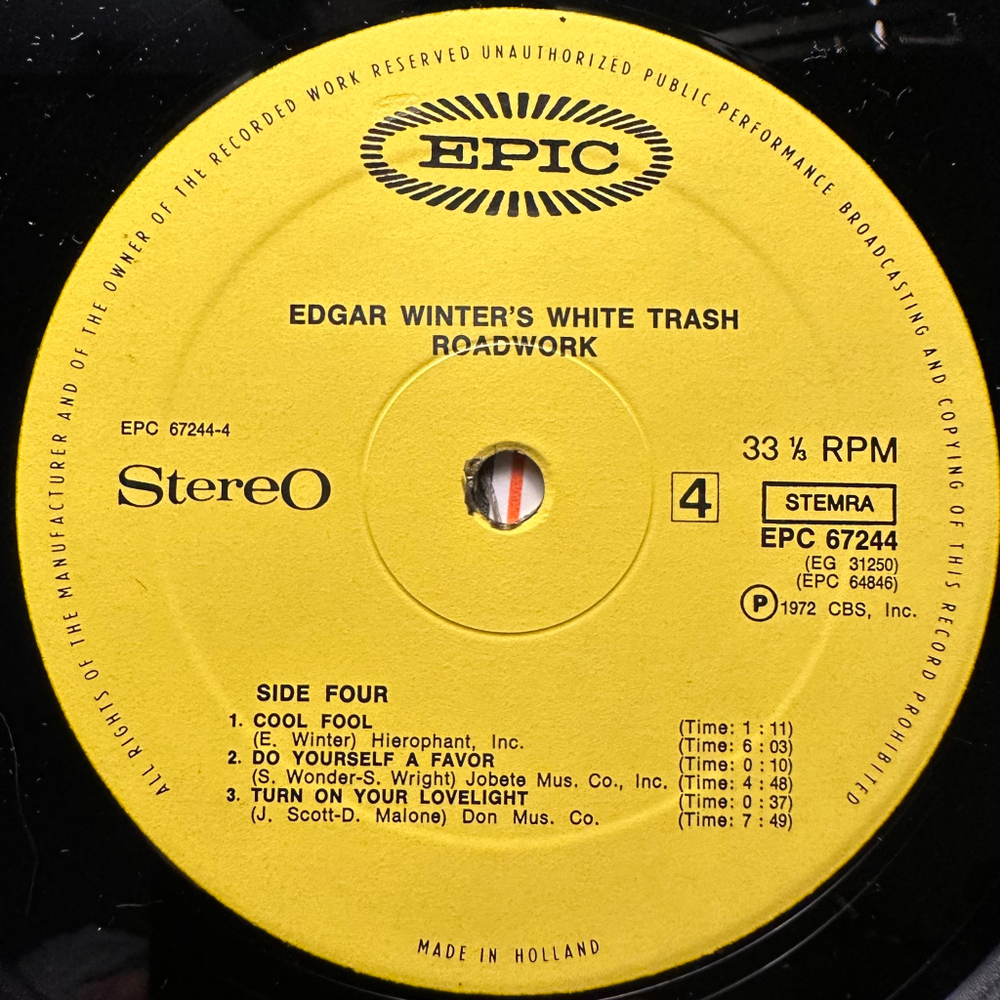 ALL RIGHTS OF THE MANUFACTURER AND OF THE OWNER OF THE RECORDED WORK RESERVED UNAUTHORIZED PUBLIC PERFORMANCE BROADCASTING AND COPYING OF THIS RECORD PROHIBITED
EPIC
EDGAR WINTER'S WHITE TRASH
ROADWORK
EPC 67244-4
Stereo
33 ⅓ RPM
4
STEMRA
EPC 67244
(EG 31250)
(EPC 64846)
Ⓟ 1972 CBS, Inc.
SIDE FOUR
1. COOL FOOL (Time: 1 : 11)
(E. Winter) Hierophant, Inc. (Time: 6 : 03)
2. DO YOURSELF A FAVOR (Time: 0 : 10)
(S. Wonder-S. Wright) Jobete Mus. Co., Inc. (Time: 4 : 48)
3. TURN ON YOUR LOVELIGHT (Time: 0 : 37)
(J. Scott-D. Malone) Don Mus. Co. (Time: 7 : 49)
MADE IN HOLLAND